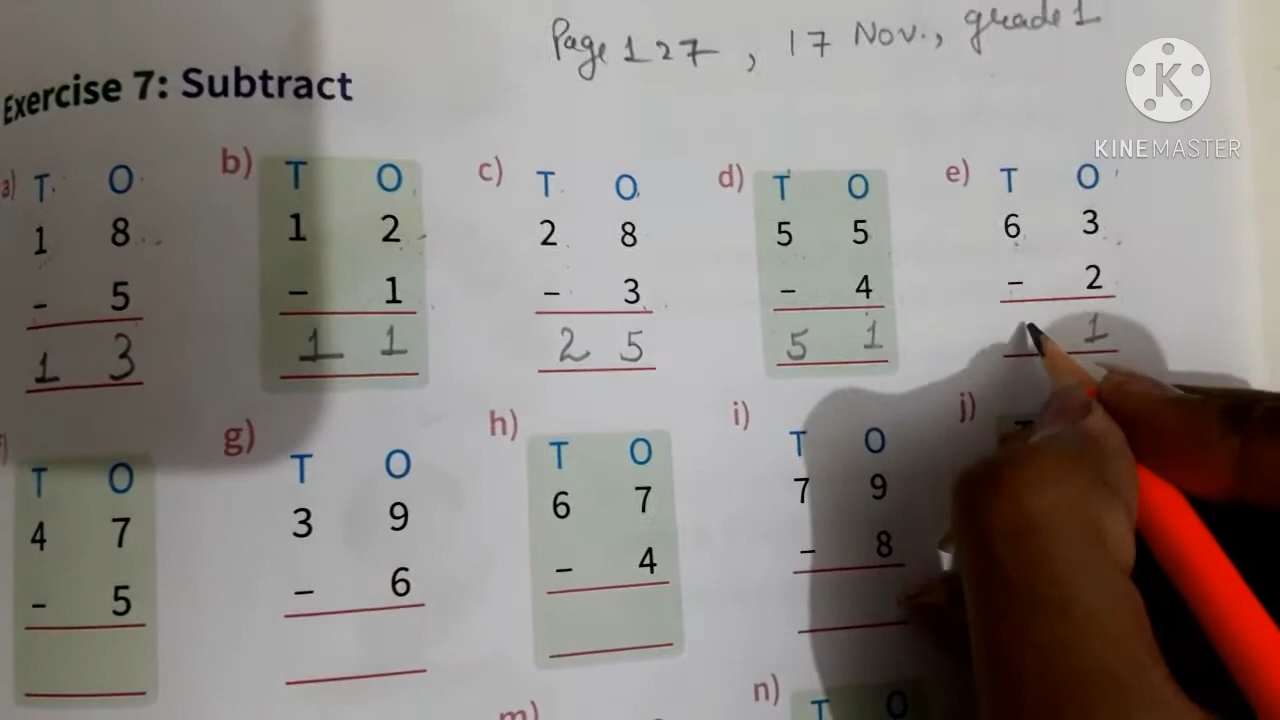 Page 127, 17 Nov., grade 1
Exercise 7: Subtract
K
KINEMASTER
a) b) c) d) e)
T O T O T O T O T O
1 8 1 2 2 8 5 5 6 3
- 5 - 1 - 3 - 4 - 2
1 3 1 1 2 5 5 1 1
g) h) i) j)
T O T O T O T O
4 7 3 9 6 7 7 9
- 5 - 6 - 4 - 8
m) n)
T O